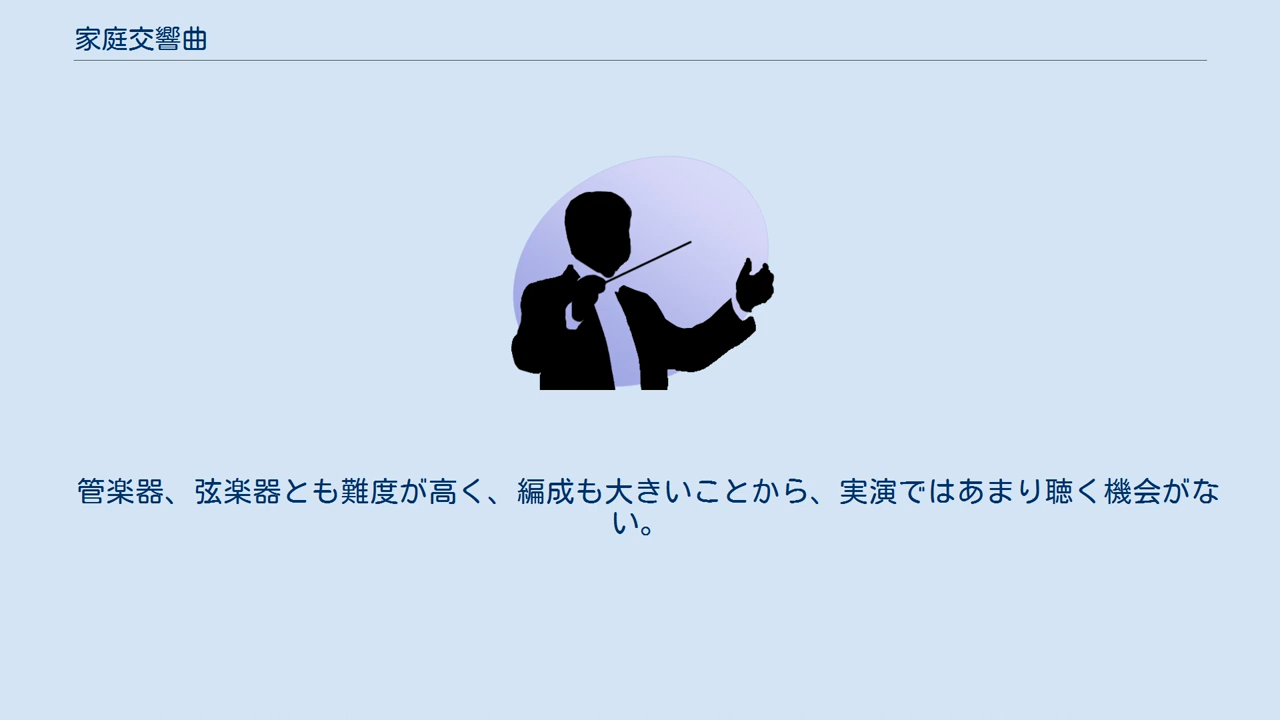 家庭交響曲
管楽器、弦楽器とも難度が高く、編成も大きいことから、実演ではあまり聴く機会がな
い。